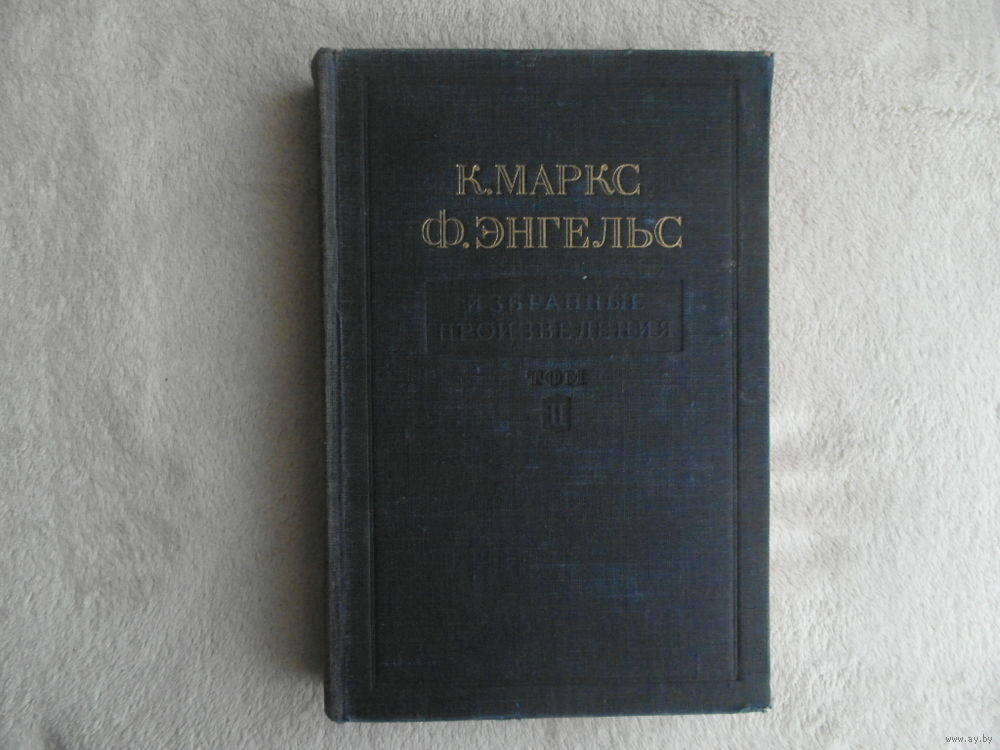 К. МАРКС
Ф. ЭНГЕЛЬС
ИЗБРАННЫЕ
ПРОИЗВЕДЕНИЯ
ТОМ
II
www.ay.by